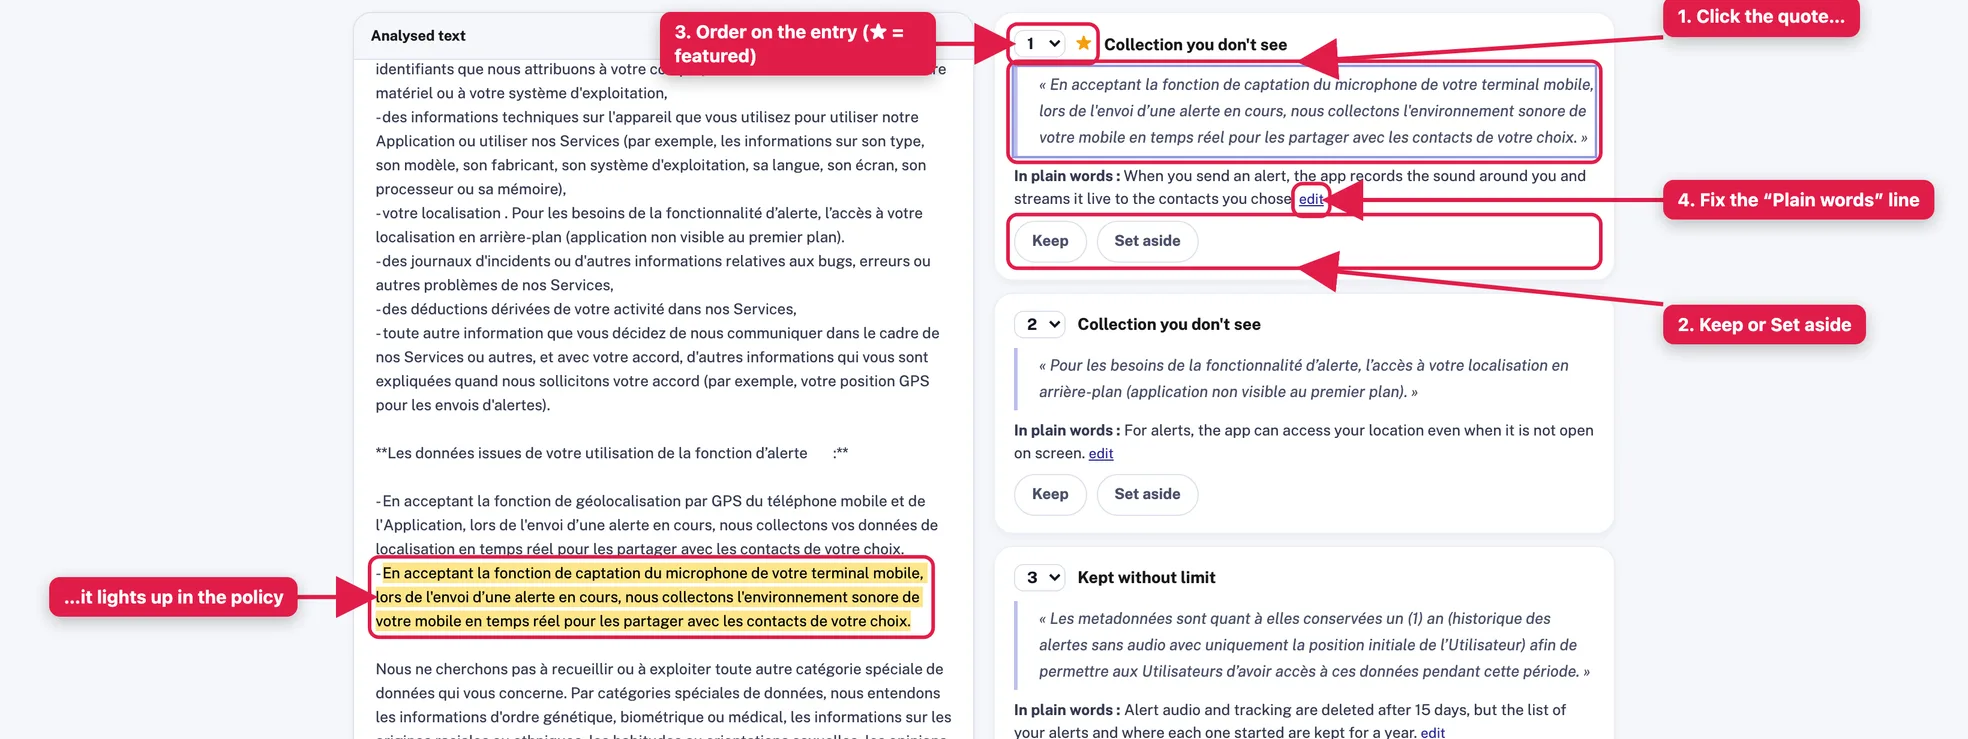 Analysed text
identifiants que nous attribuons à votre
re
matériel ou à votre système d'exploitation,
-des informations techniques sur l'appareil que vous utilisez pour utiliser notre
Application ou utiliser nos Services (par exemple, les informations sur son type,
son modèle, son fabricant, son système d'exploitation, sa langue, son écran, son
processeur ou sa mémoire),
-votre localisation . Pour les besoins de la fonctionnalité d’alerte, l’accès à votre
localisation en arrière-plan (application non visible au premier plan).
-des journaux d'incidents ou d'autres informations relatives aux bugs, erreurs ou
autres problèmes de nos Services,
-des déductions dérivées de votre activité dans nos Services,
-toute autre information que vous décidez de nous communiquer dans le cadre de
nos Services ou autres, et avec votre accord, d'autres informations qui vous sont
expliquées quand nous sollicitons votre accord (par exemple, votre position GPS
pour les envois d'alertes).
**Les données issues de votre utilisation de la fonction d’alerte :**
-En acceptant la fonction de géolocalisation par GPS du téléphone mobile et de
l'Application, lors de l'envoi d’une alerte en cours, nous collectons vos données de
localisation en temps réel pour les partager avec les contacts de votre choix.
-En acceptant la fonction de captation du microphone de votre terminal mobile,
lors de l'envoi d’une alerte en cours, nous collectons l'environnement sonore de
votre mobile en temps réel pour les partager avec les contacts de votre choix.
Nous ne cherchons pas à recueillir ou à exploiter toute autre catégorie spéciale de
données qui vous concerne. Par catégories spéciales de données, nous entendons
les informations d'ordre génétique, biométrique ou médical, les informations sur les
...it lights up in the policy
3. Order on the entry (★ =
featured)
1. Click the quote...
1 ★ Collection you don't see
« En acceptant la fonction de captation du microphone de votre terminal mobile,
lors de l'envoi d’une alerte en cours, nous collectons l'environnement sonore de
votre mobile en temps réel pour les partager avec les contacts de votre choix. »
In plain words : When you send an alert, the app records the sound around you and
streams it live to the contacts you chose edit
4. Fix the “Plain words” line
Keep Set aside
2. Keep or Set aside
2 Collection you don't see
« Pour les besoins de la fonctionnalité d’alerte, l’accès à votre localisation en
arrière-plan (application non visible au premier plan). »
In plain words : For alerts, the app can access your location even when it is not open
on screen. edit
Keep Set aside
3 Kept without limit
« Les metadonnées sont quant à elles conservées un (1) an (historique des
alertes sans audio avec uniquement la position initiale de l’Utilisateur) afin de
permettre aux Utilisateurs d’avoir accès à ces données pendant cette période. »
In plain words : Alert audio and tracking are deleted after 15 days, but the list of
your alerts and where each one started are kept for a year. edit